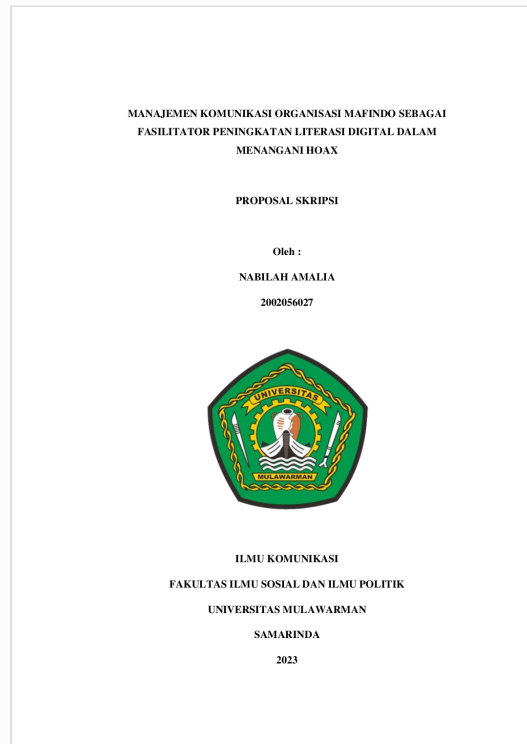 MANAJEMEN KOMUNIKASI ORGANISASI MAFINDO SEBAGAI
FASILITATOR PENINGKATAN LITERASI DIGITAL DALAM
MENANGANI HOAX
PROPOSAL SKRIPSI
Oleh :
NABILAH AMALIA
2002056027
UNIVERSITAS
MULAWARMAN
ILMU KOMUNIKASI
FAKULTAS ILMU SOSIAL DAN ILMU POLITIK
UNIVERSITAS MULAWARMAN
SAMARINDA
2023